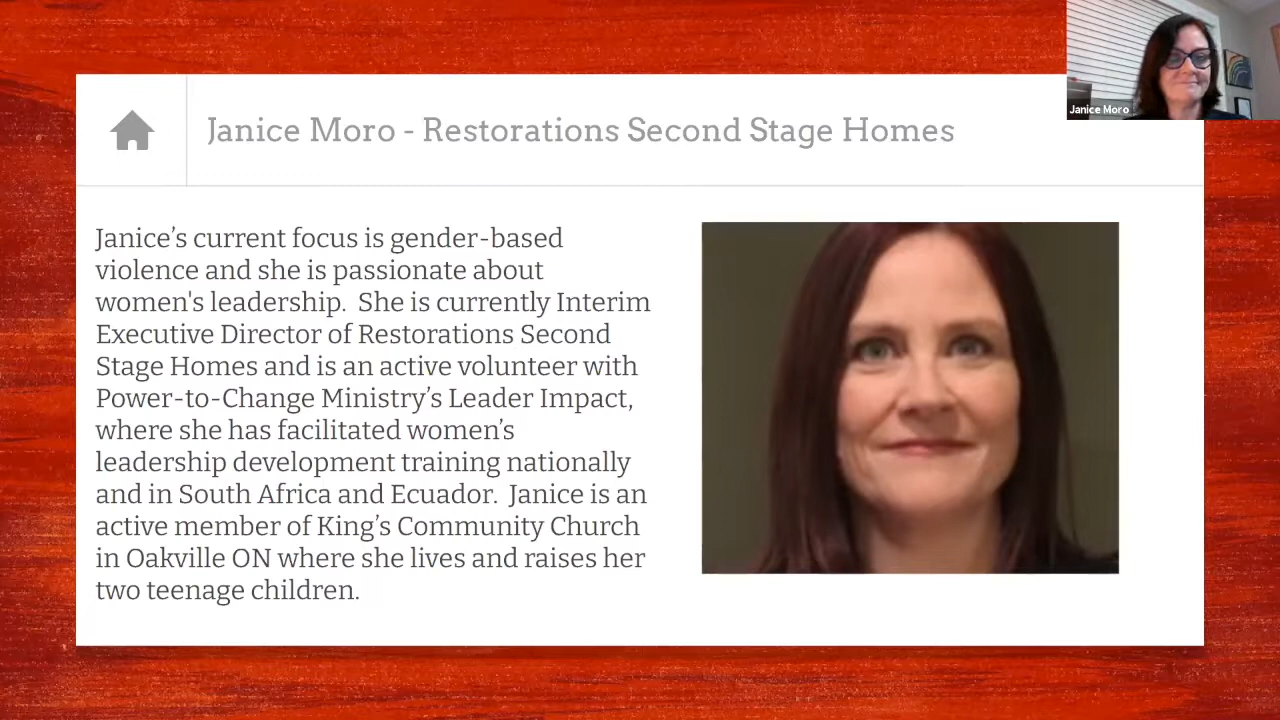 Janice Moro - Restorations Second Stage Homes
Janice Moro
Janice’s current focus is gender-based
violence and she is passionate about
women's leadership.  She is currently Interim
Executive Director of Restorations Second
Stage Homes and is an active volunteer with
Power-to-Change Ministry’s Leader Impact,
where she has facilitated women’s
leadership development training nationally
and in South Africa and Ecuador.  Janice is an
active member of King’s Community Church
in Oakville ON where she lives and raises her
two teenage children.